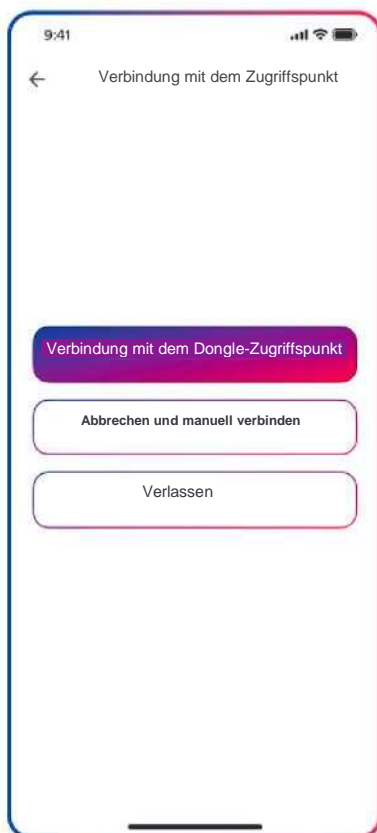 9:41
Verbindung mit dem Zugriffspunkt
Verbindung mit dem Dongle-Zugriffspunkt
Abbrechen und manuell verbinden
Verlassen